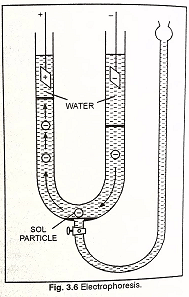 +
−
+
−
WATER
SOL
PARTICLE
Fig. 3.6 Electrophoresis.